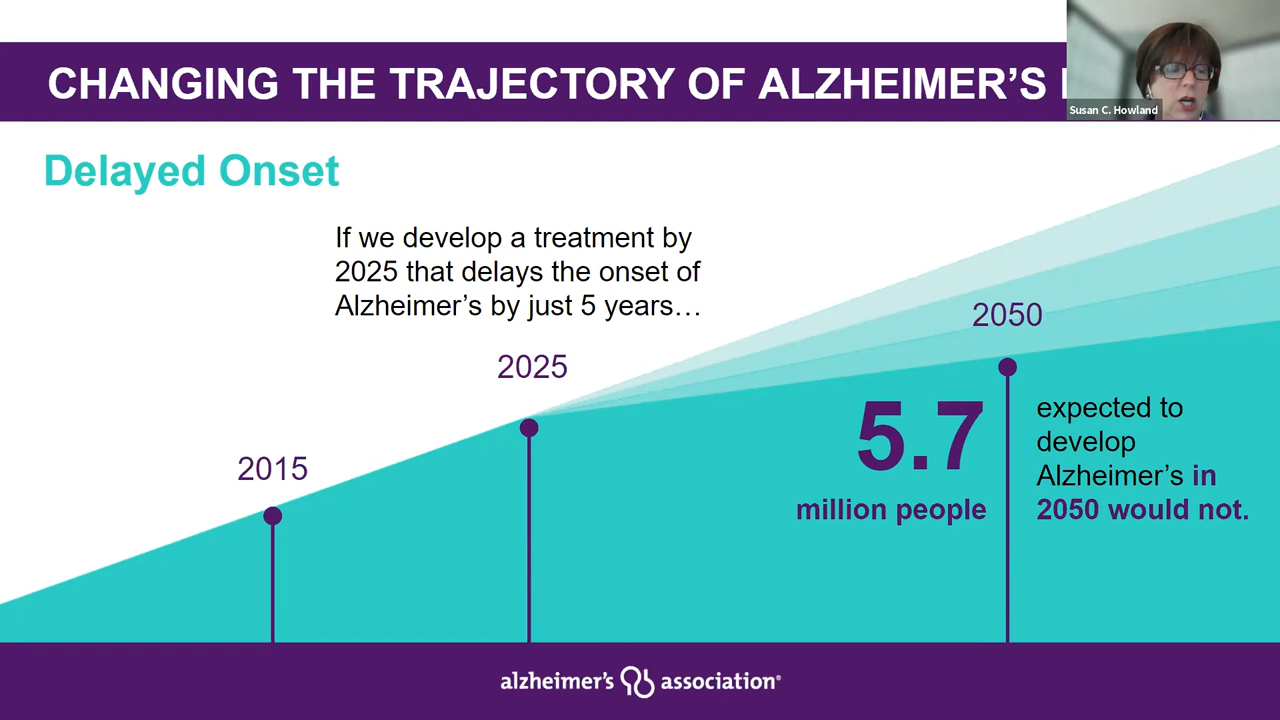 CHANGING THE TRAJECTORY OF ALZHEIMER’S
Susan C. Howland
Delayed Onset
If we develop a treatment by
2025 that delays the onset of
Alzheimer’s by just 5 years…
2015
2025
2050
5.7
million people
expected to
develop
Alzheimer’s in
2050 would not.
alzheimer’s association®